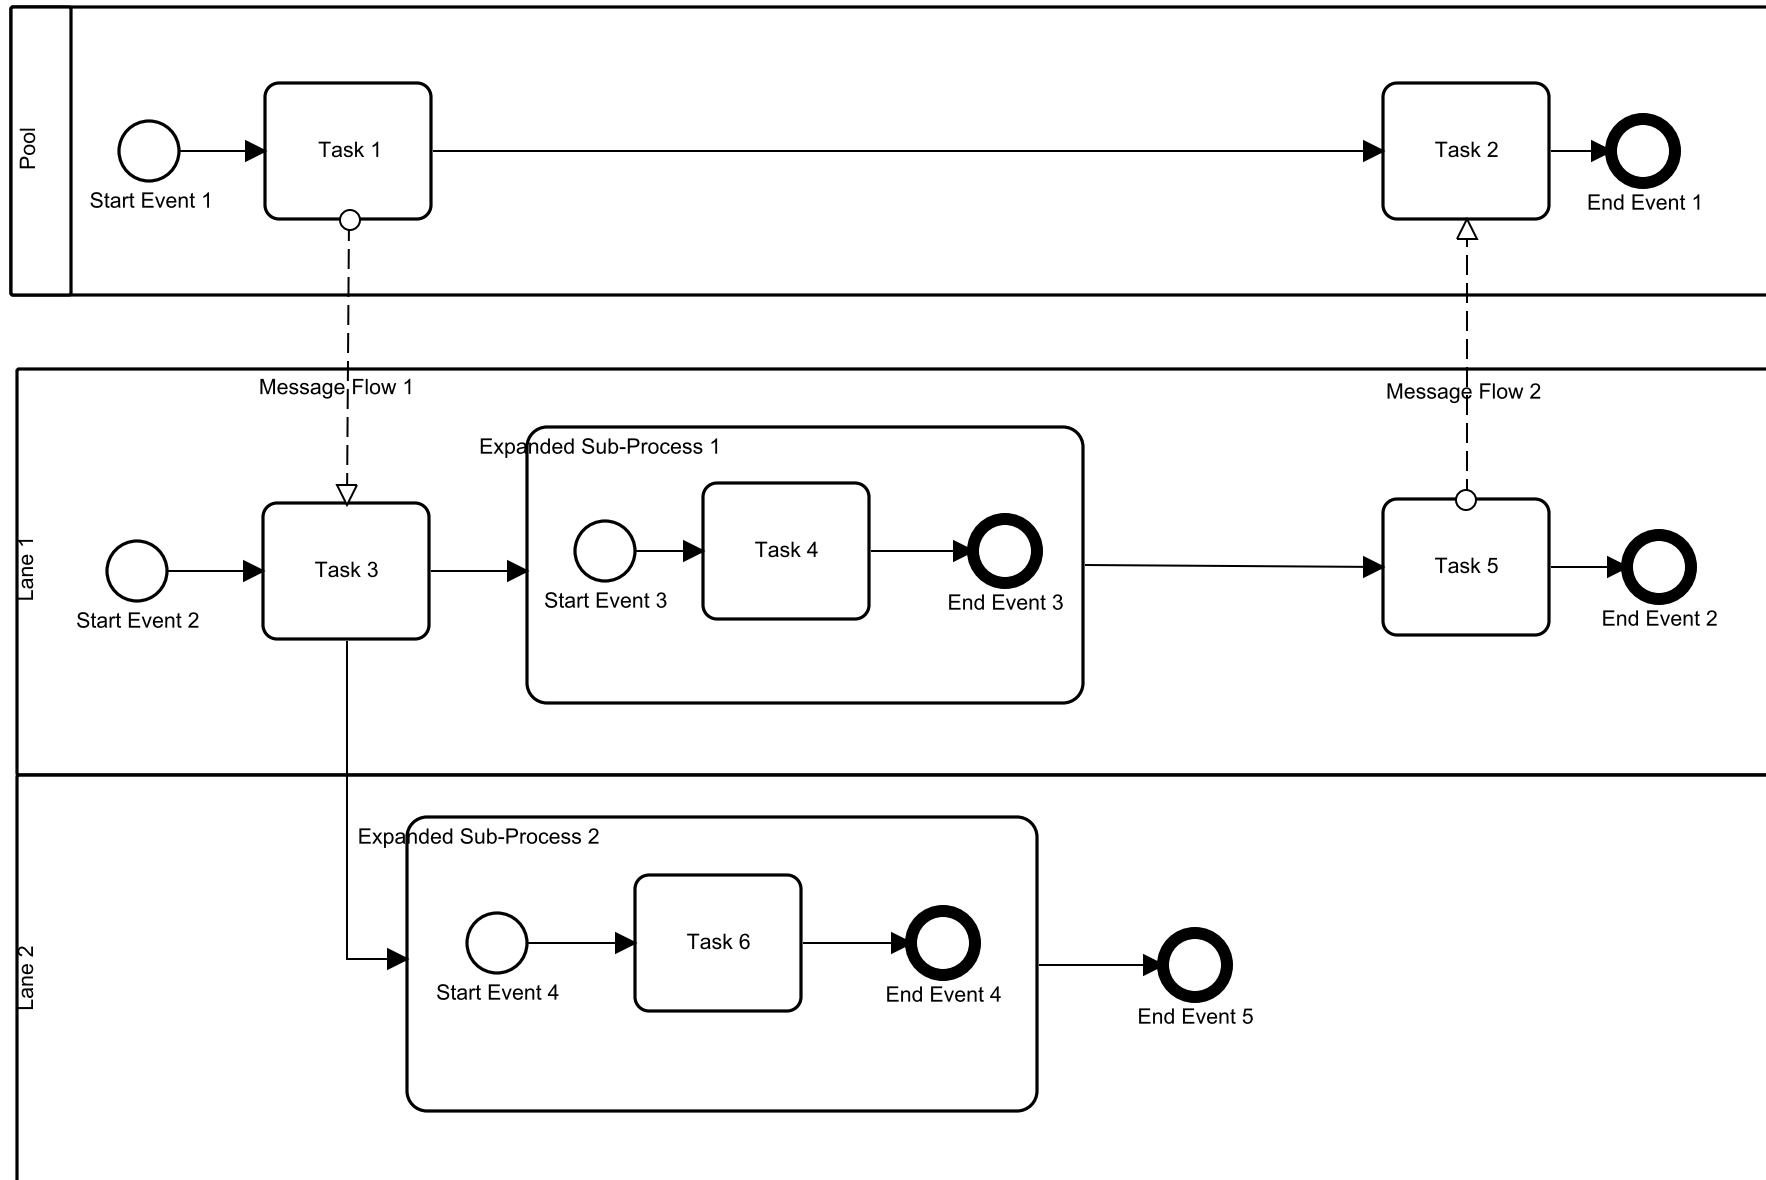 Pool
Task 1
Task 2
Start Event 1
End Event 1
Message Flow 1
Message Flow 2
Expanded Sub-Process 1
Lane 1
Task 3
Task 4
Task 5
Start Event 2
Start Event 3
End Event 3
End Event 2
Expanded Sub-Process 2
Lane 2
Task 6
Start Event 4
End Event 4
End Event 5